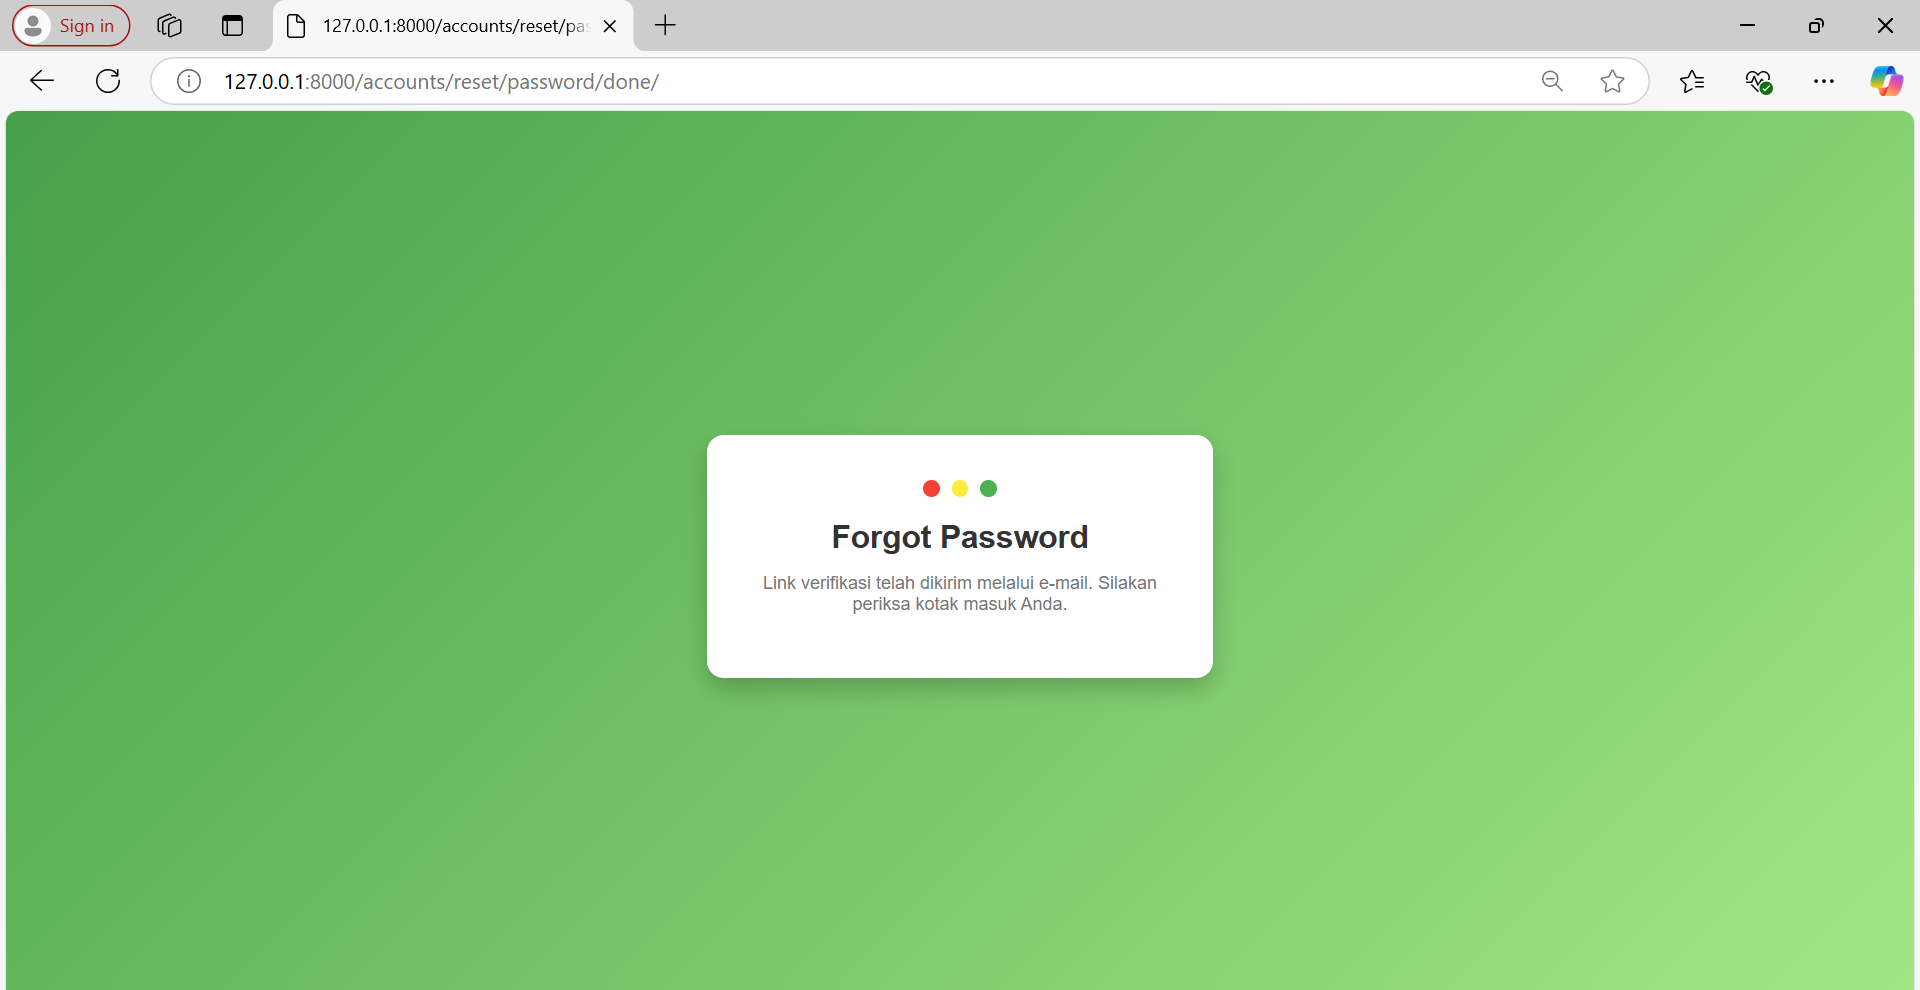 Sign in
127.0.0.1:8000/accounts/reset/pas
127.0.0.1:8000/accounts/reset/password/done/
Forgot Password
Link verifikasi telah dikirim melalui e-mail. Silakan
periksa kotak masuk Anda.